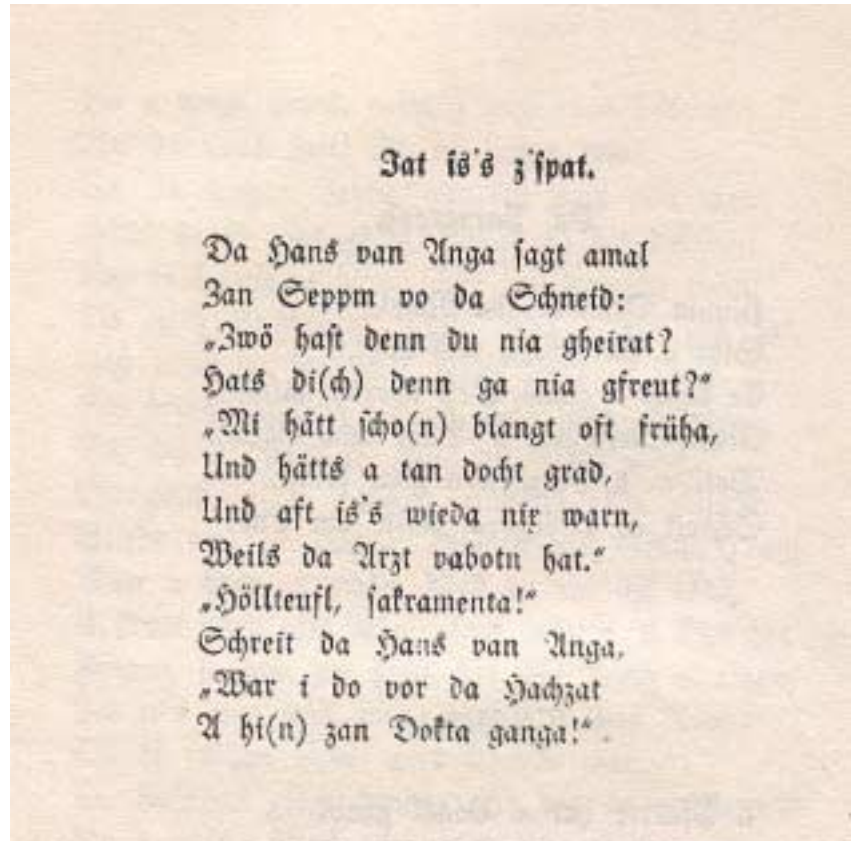 Jat is's z'spat.
Da Hans van Anga sagt amal
Zan Seppm vo da Schneid:
„Zwö hast denn du nia gheirat?
Hats di(ch) denn ga nia gfreut?“
„Mi hätt scho(n) blangt oft früha,
Und hätts a tan docht grad,
Und aft is's wieda nix warn,
Weils da Arzt vabotn hat.“
„Höllteufl, sakramenta!“
Schreit da Hans van Anga,
„War i do vor da Hachzat
A hi(n) zan Dokta ganga!“